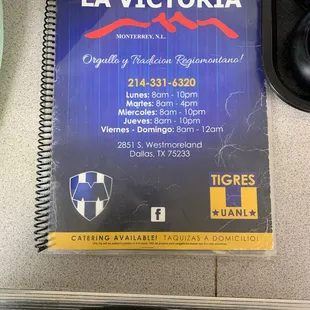 LA VICTORIA
MONTERREY, N.L.
Orgullo y Tradicion Regiomontano!
214-331-6320
Lunes: 8am - 10pm
Martes: 8am - 4pm
Miercoles: 8am - 10pm
Jueves: 8am - 10pm
Viernes - Domingo: 8am - 12am
2851 S. Westmoreland
Dallas, TX 75233
TIGRES
UANL
f
CATERING AVAILABLE! TAQUIZAS A DOMICILIO!